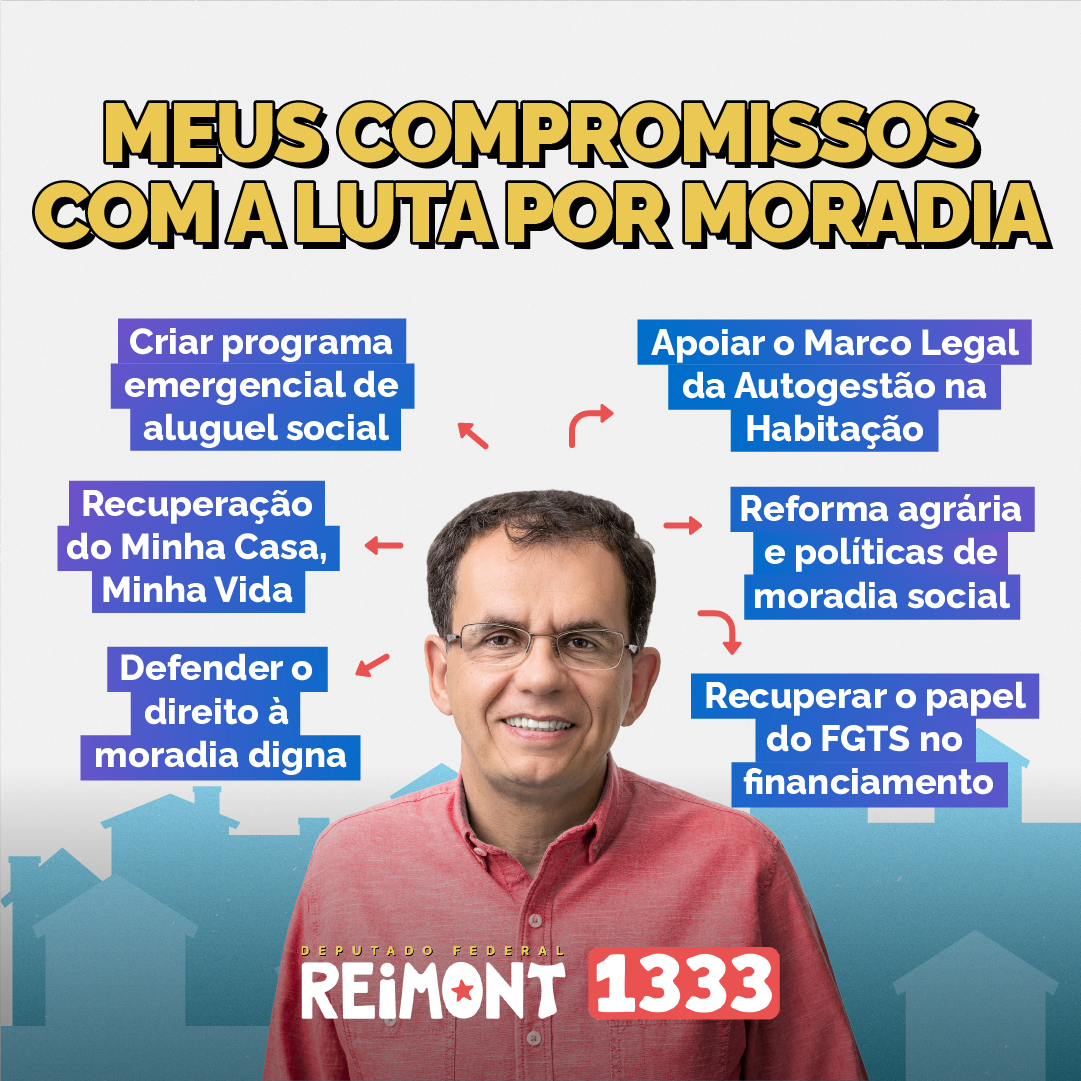 MEUS COMPROMISSOS
COM A LUTA POR MORADIA
Criar programa
emergencial de
aluguel social
Apoiar o Marco Legal
da Autogestão na
Habitação
Recuperação
do Minha Casa,
Minha Vida
Reforma agrária
e políticas de
moradia social
Defender o
direito à
moradia digna
Recuperar o papel
do FGTS no
financiamento
DEPUTADO FEDERAL
REiMONT 1333